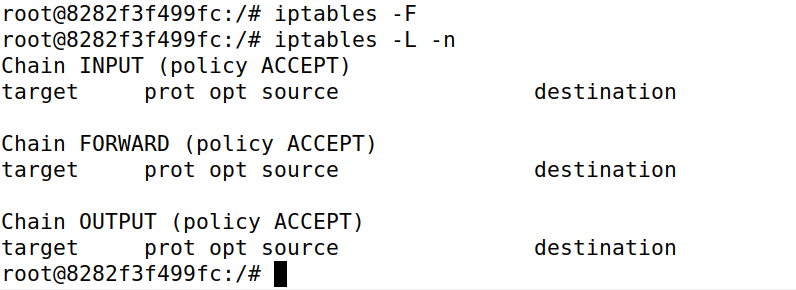 root@8282f3f499fc:/# iptables -F
root@8282f3f499fc:/# iptables -L -n
Chain INPUT (policy ACCEPT)
target     prot opt source               destination

Chain FORWARD (policy ACCEPT)
target     prot opt source               destination

Chain OUTPUT (policy ACCEPT)
target     prot opt source               destination
root@8282f3f499fc:/#